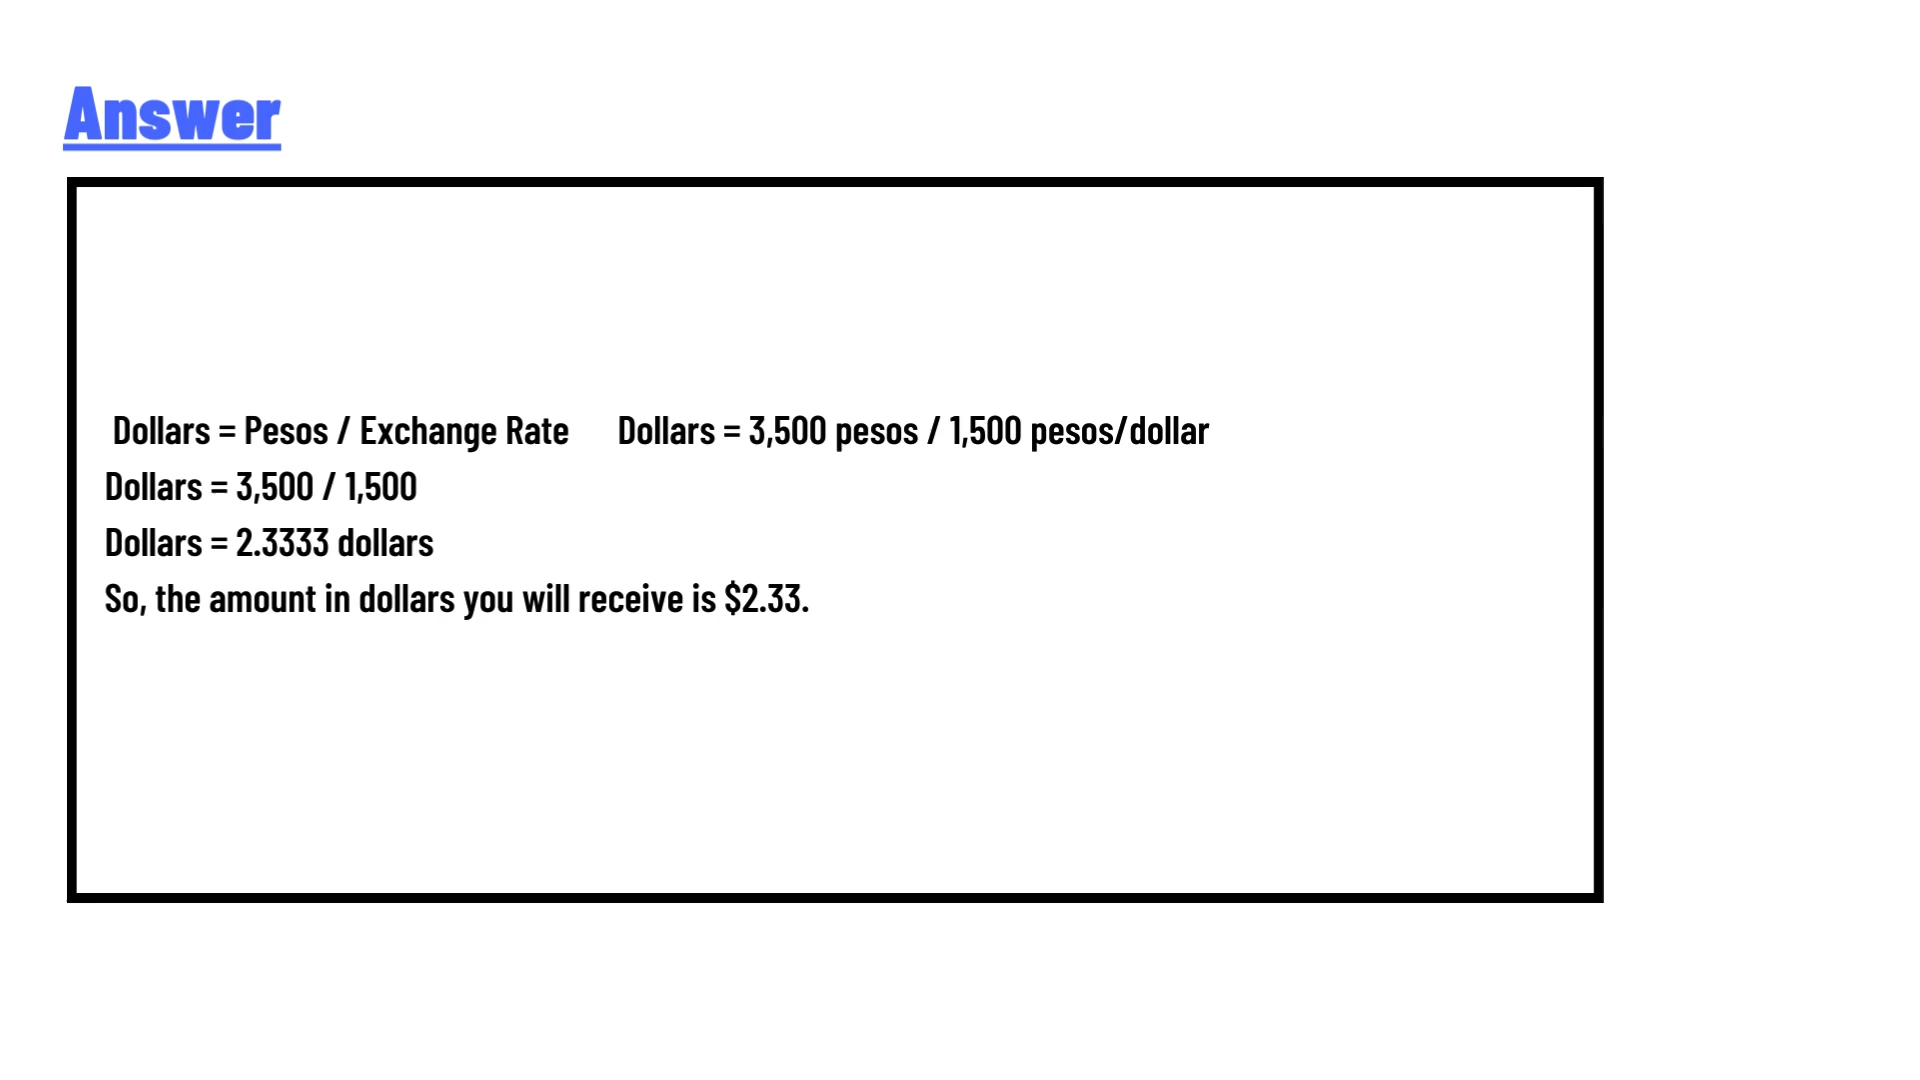 Answer
Dollars = Pesos / Exchange Rate Dollars = 3,500 pesos / 1,500 pesos/dollar
Dollars = 3,500 / 1,500
Dollars = 2.3333 dollars
So, the amount in dollars you will receive is $2.33.